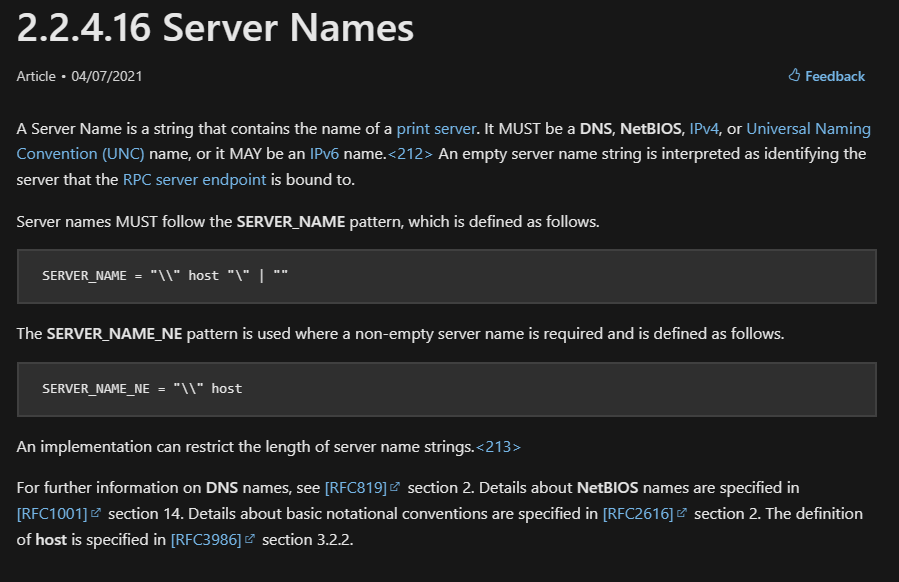 2.2.4.16 Server Names
Article • 04/07/2021
Feedback
A Server Name is a string that contains the name of a print server. It MUST be a DNS, NetBIOS, IPv4, or Universal Naming
Convention (UNC) name, or it MAY be an IPv6 name.<212> An empty server name string is interpreted as identifying the
server that the RPC server endpoint is bound to.
Server names MUST follow the SERVER_NAME pattern, which is defined as follows.
SERVER_NAME = "\\" host "\" | ""
The SERVER_NAME_NE pattern is used where a non-empty server name is required and is defined as follows.
SERVER_NAME_NE = "\\" host
An implementation can restrict the length of server name strings.<213>
For further information on DNS names, see [RFC819] section 2. Details about NetBIOS names are specified in
[RFC1001] section 14. Details about basic notational conventions are specified in [RFC2616] section 2. The definition
of host is specified in [RFC3986] section 3.2.2.